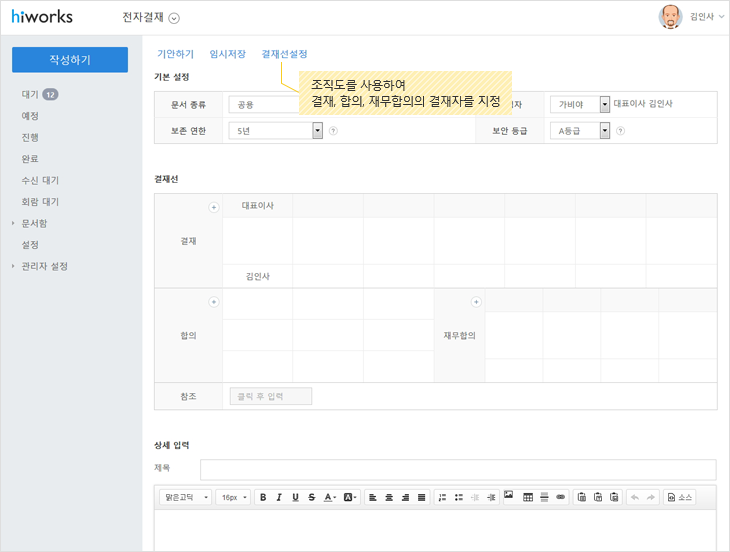 hiworks
전자결재
김인사
작성하기
대기 12
예정
진행
완료
수신 대기
회람 대기
문서함
설정
관리자 설정
기안하기 임시저장 결재선설정
조직도를 사용하여
결재, 합의, 재무합의의 결재자를 지정
기본 설정
문서 종류 공용 가비아 대표이사 김인사
보존 연한 5년 보안 등급 A등급
결재선
결재 대표이사
김인사
합의 재무합의
참조 클릭 후 입력
상세 입력
제목
맑은고딕 16px B I U S A A 소스